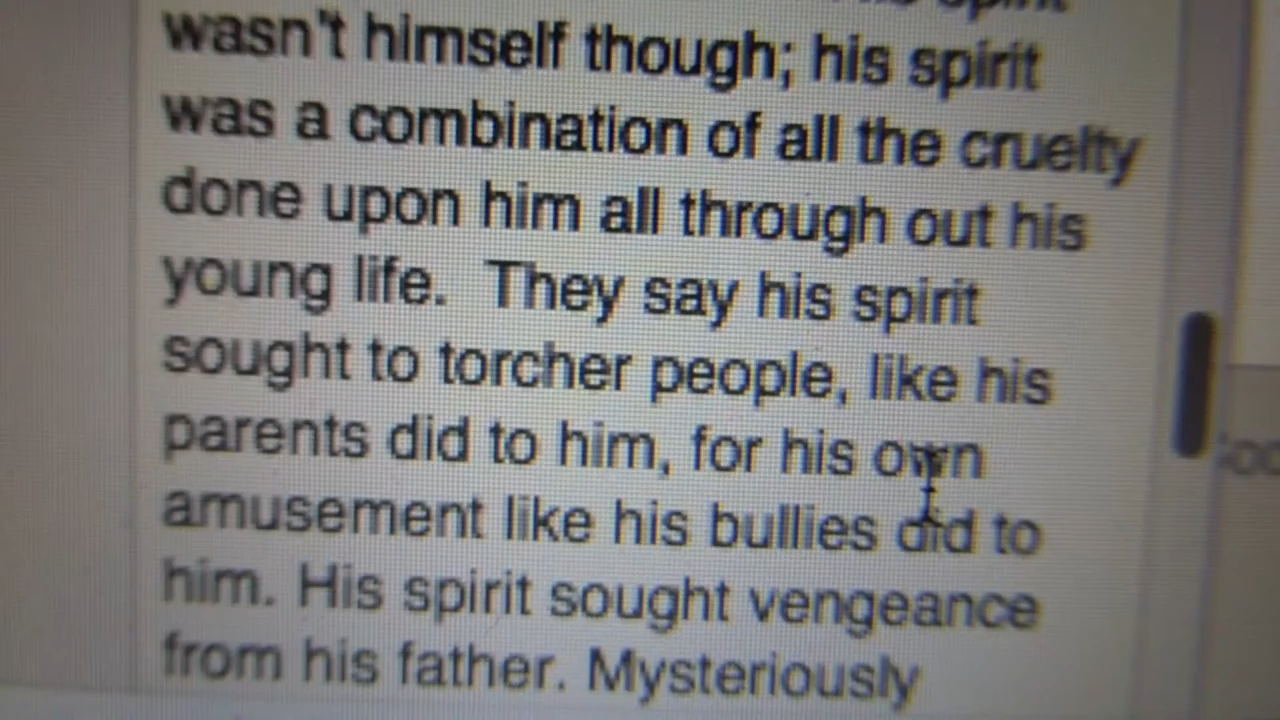 spirit
wasn't himself though; his spirit
was a combination of all the cruelty
done upon him all through out his
young life.  They say his spirit
sought to torcher people, like his
parents did to him, for his own
amusement like his bullies did to
him. His spirit sought vengeance
from his father. Mysteriously